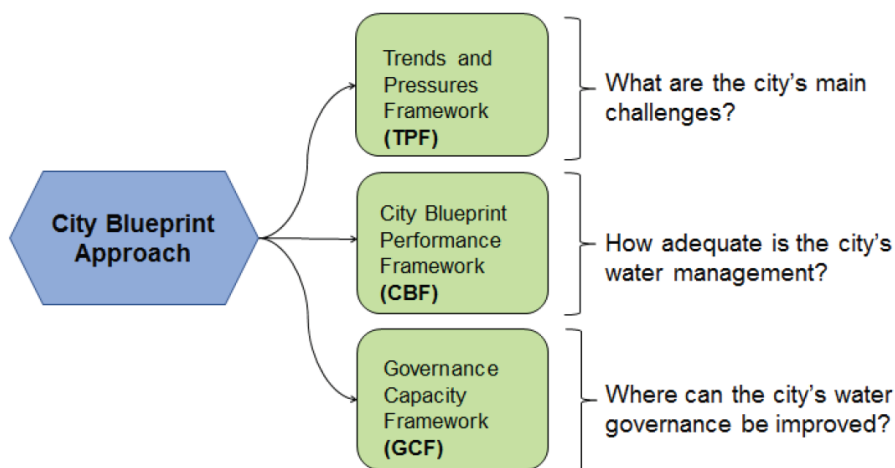 City Blueprint
Approach
Trends and
Pressures
Framework
(TPF)
What are the city's main
challenges?
City Blueprint
Performance
Framework
(CBF)
How adequate is the city's
water management?
Governance
Capacity
Framework
(GCF)
Where can the city's water
governance be improved?